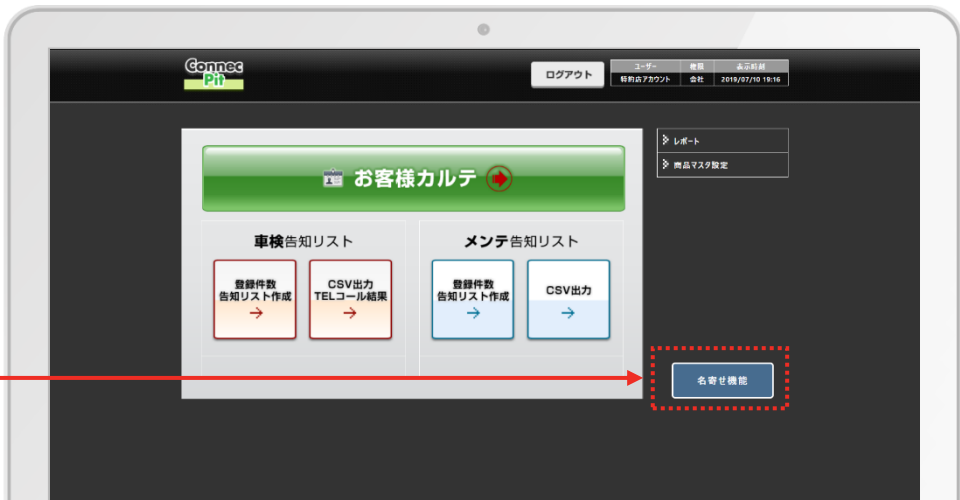 Connec
Pit
ログアウト
ユーザー 権限 表示時刻
特約店アカウント 会社 2019/07/10 19:16
レポート
商品マスタ設定
お客様カルテ
車検告知リスト
メンテ告知リスト
登録件数
告知リスト作成
CSV出力
TELコール結果
登録件数
告知リスト作成
CSV出力
名寄せ機能